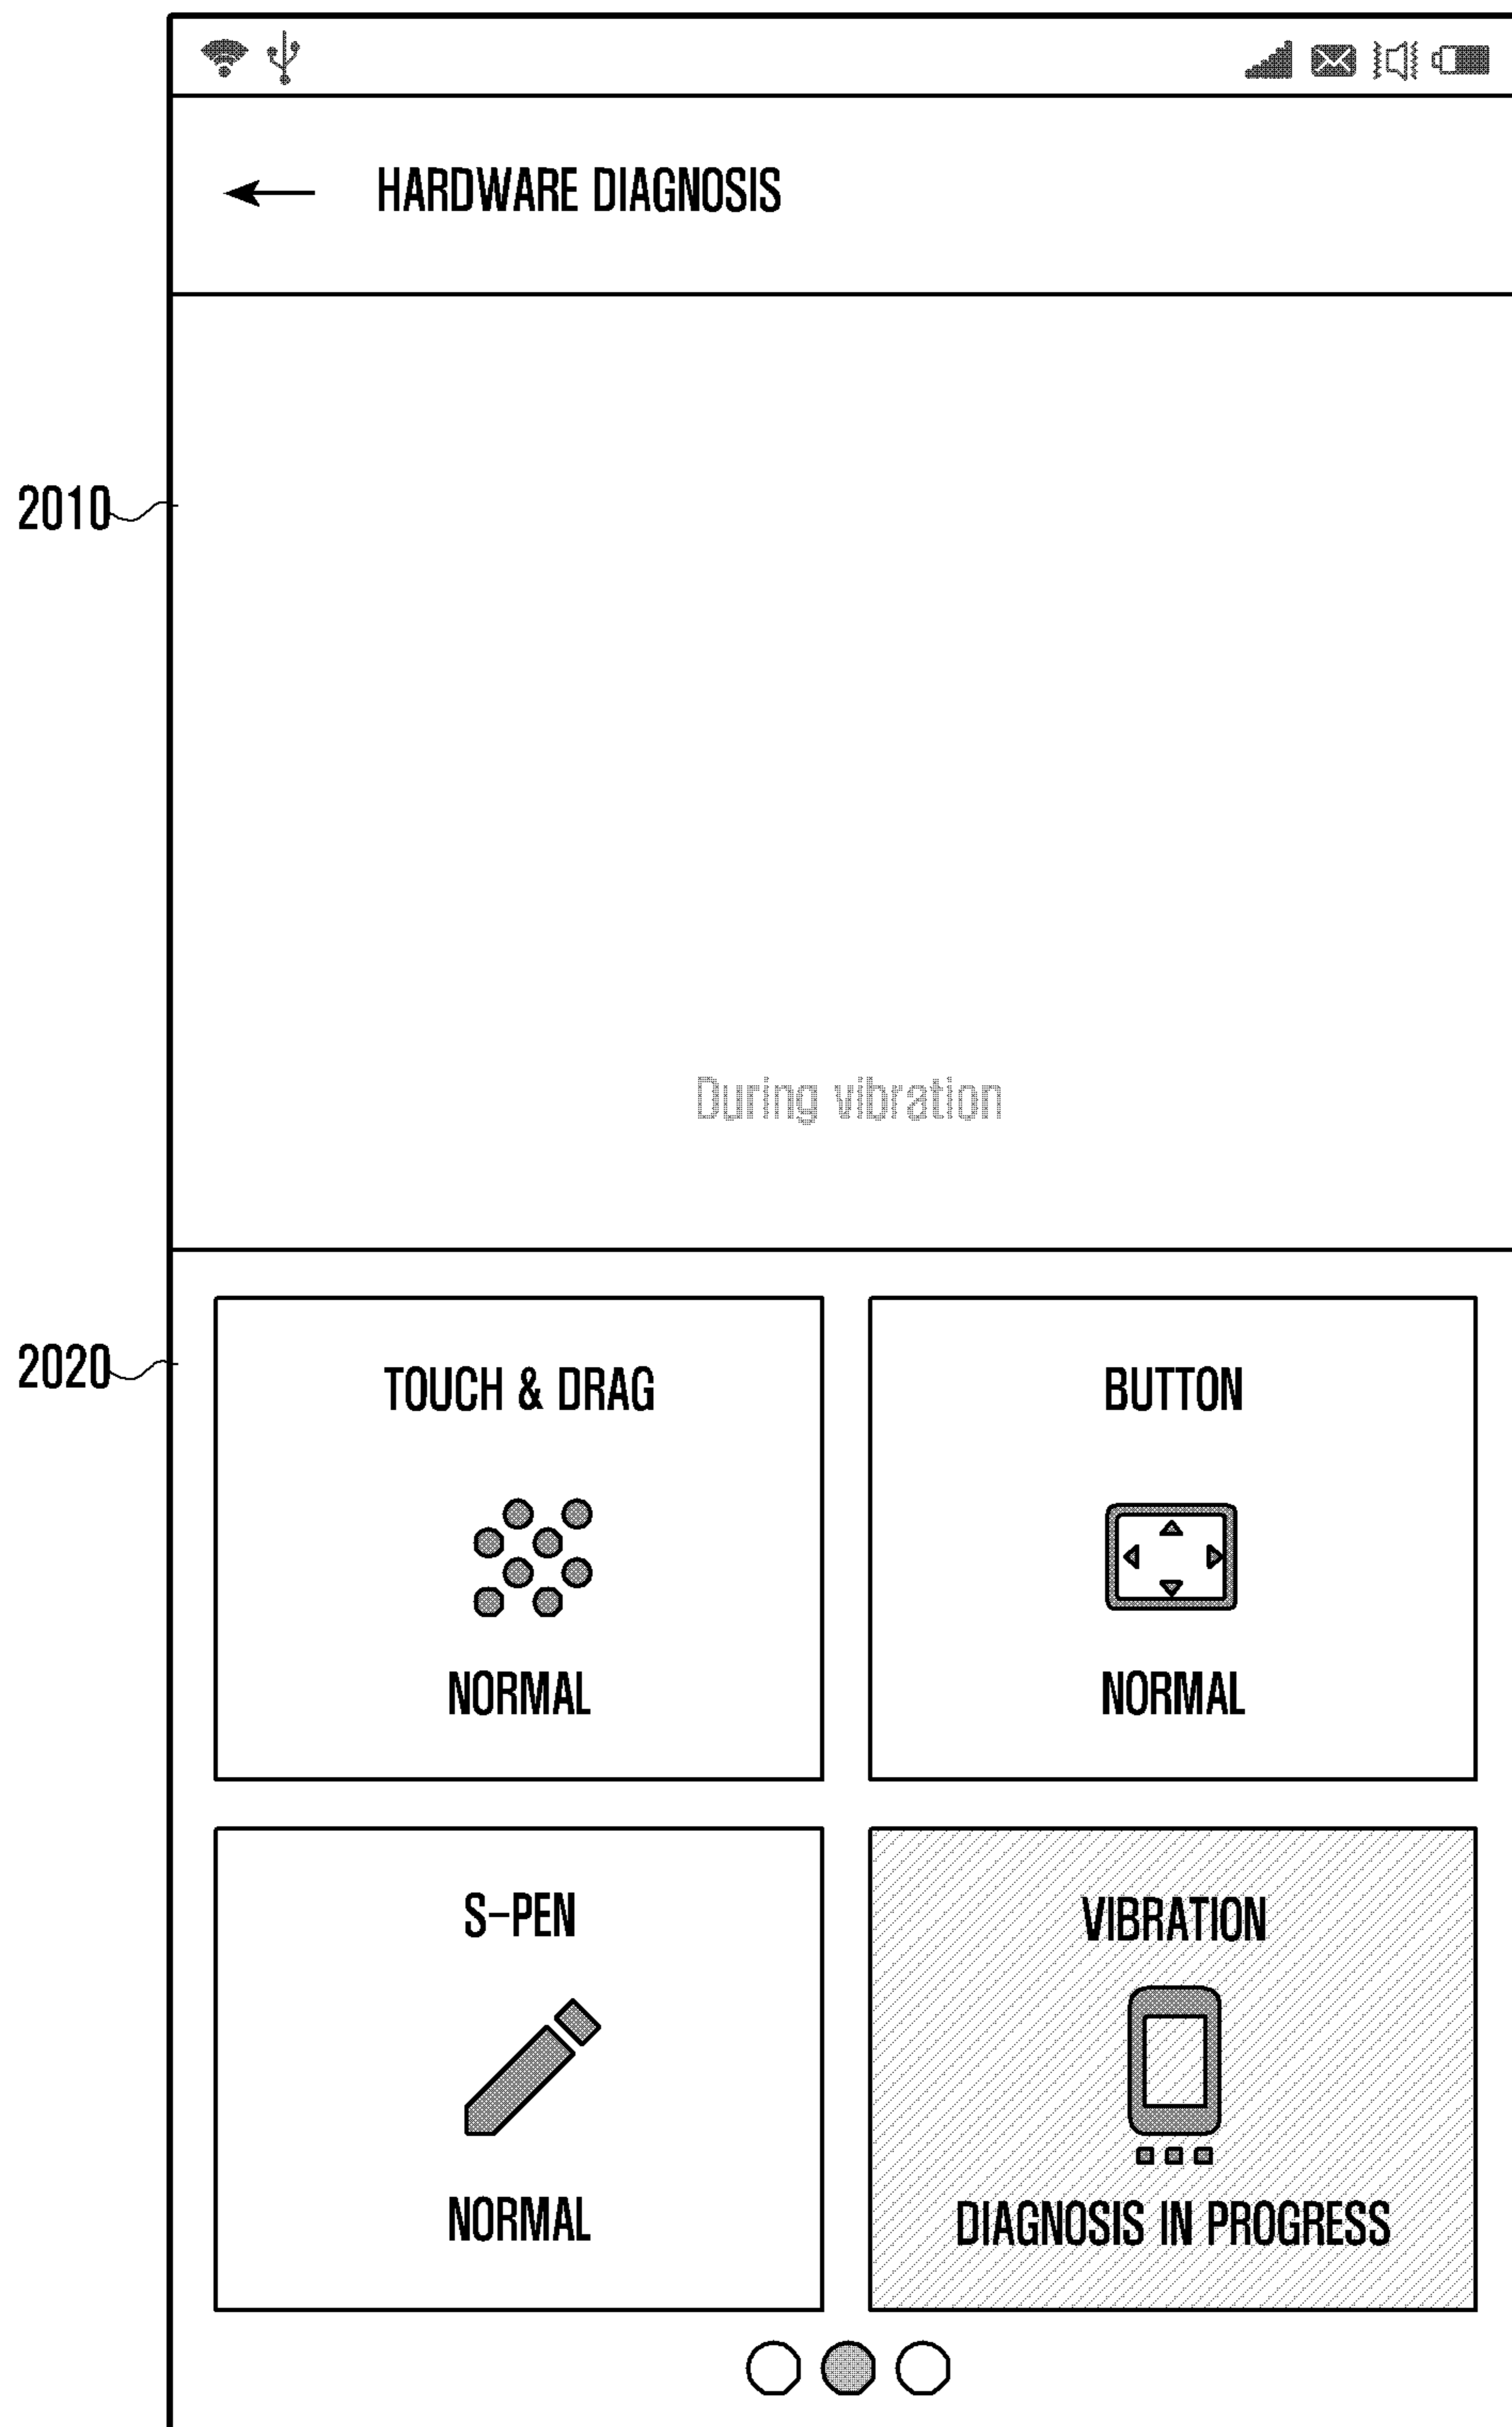 HARDWARE DIAGNOSIS
2010
During vibration
2020
TOUCH & DRAG
BUTTON
NORMAL
NORMAL
S-PEN
VIBRATION
NORMAL
DIAGNOSIS IN PROGRESS